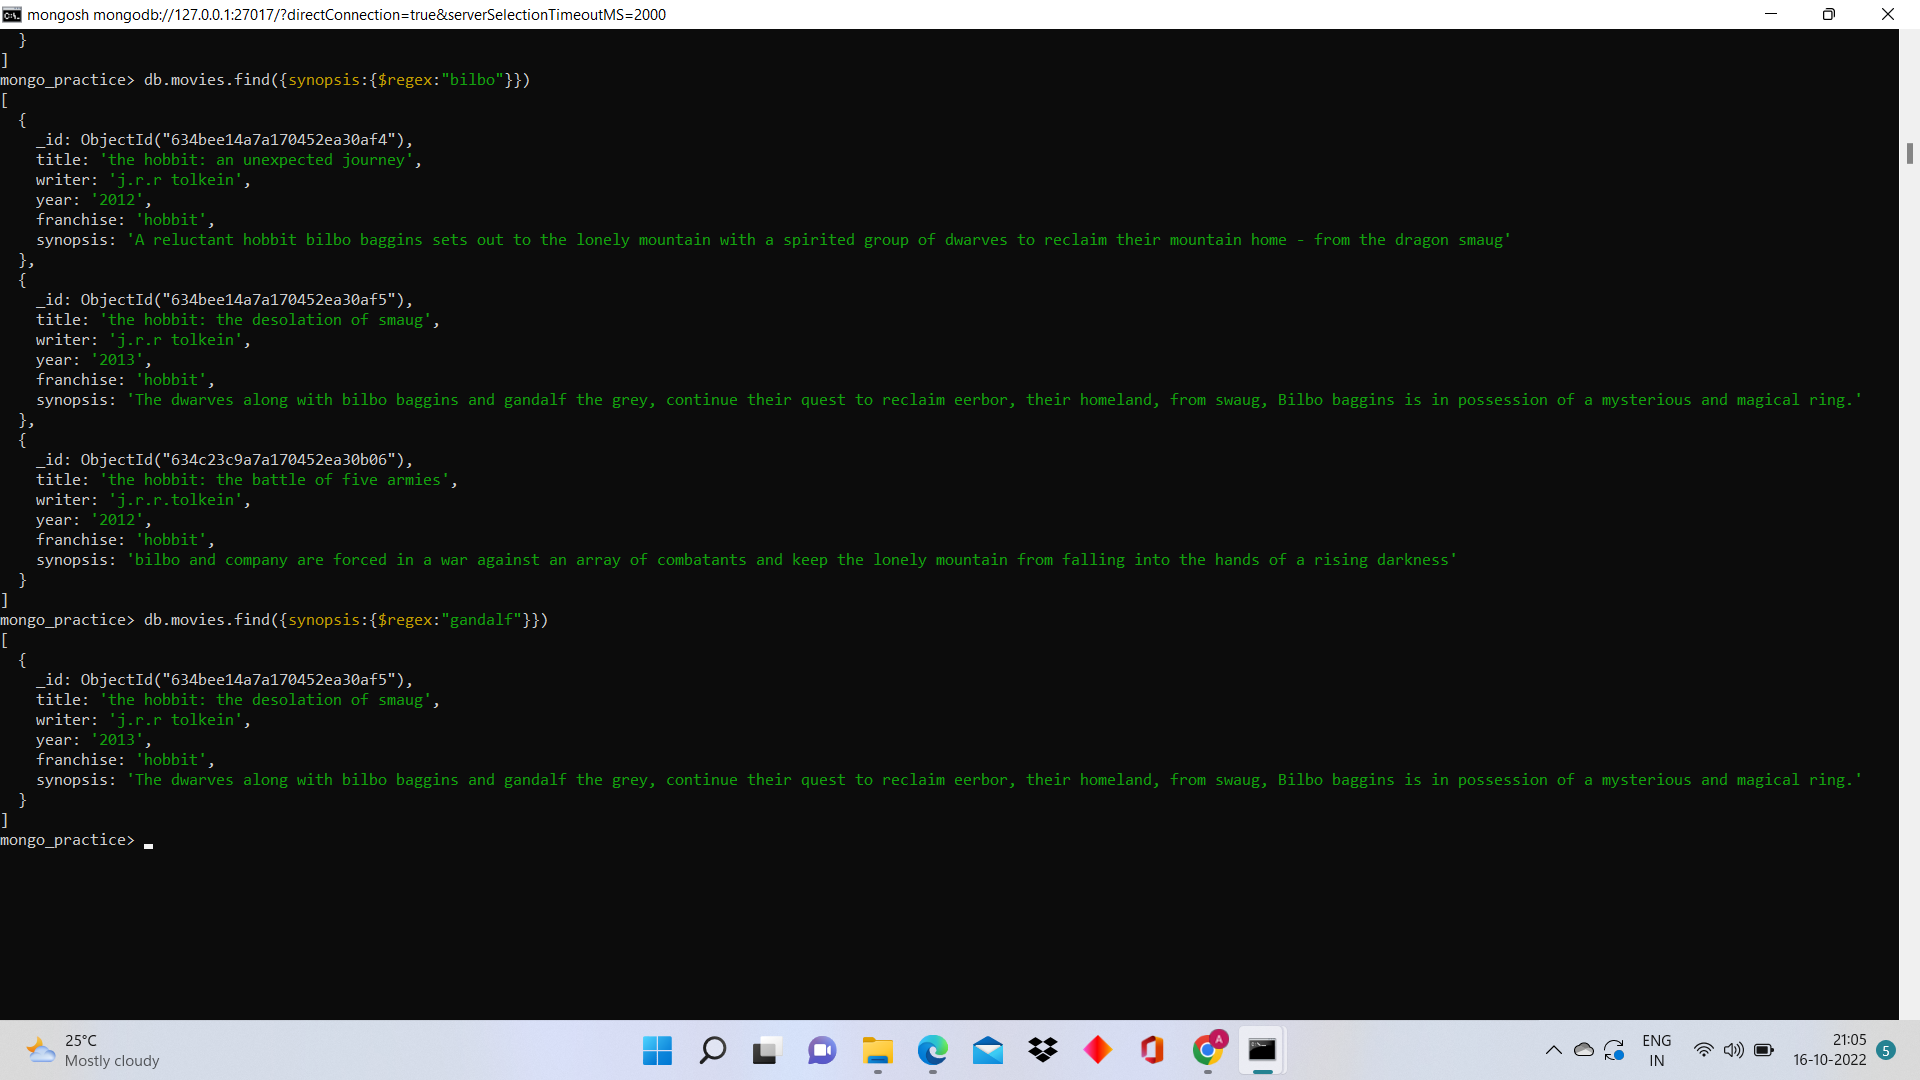 mongosh mongodb://127.0.0.1:27017/?directConnection=true&serverSelectionTimeoutMS=2000
  }
]
mongo_practice> db.movies.find({synopsis:{$regex:"bilbo"}})
[
  {
    _id: ObjectId("634bee14a7a170452ea30af4"),
    title: 'the hobbit: an unexpected journey',
    writer: 'j.r.r tolkein',
    year: '2012',
    franchise: 'hobbit',
    synopsis: 'A reluctant hobbit bilbo baggins sets out to the lonely mountain with a spirited group of dwarves to reclaim their mountain home - from the dragon smaug'
  },
  {
    _id: ObjectId("634bee14a7a170452ea30af5"),
    title: 'the hobbit: the desolation of smaug',
    writer: 'j.r.r tolkein',
    year: '2013',
    franchise: 'hobbit',
    synopsis: 'The dwarves along with bilbo baggins and gandalf the grey, continue their quest to reclaim eerbor, their homeland, from swaug, Bilbo baggins is in possession of a mysterious and magical ring.'
  },
  {
    _id: ObjectId("634c23c9a7a170452ea30b06"),
    title: 'the hobbit: the battle of five armies',
    writer: 'j.r.r.tolkein',
    year: '2012',
    franchise: 'hobbit',
    synopsis: 'bilbo and company are forced in a war against an array of combatants and keep the lonely mountain from falling into the hands of a rising darkness'
  }
]
mongo_practice> db.movies.find({synopsis:{$regex:"gandalf"}})
[
  {
    _id: ObjectId("634bee14a7a170452ea30af5"),
    title: 'the hobbit: the desolation of smaug',
    writer: 'j.r.r tolkein',
    year: '2013',
    franchise: 'hobbit',
    synopsis: 'The dwarves along with bilbo baggins and gandalf the grey, continue their quest to reclaim eerbor, their homeland, from swaug, Bilbo baggins is in possession of a mysterious and magical ring.'
  }
]
mongo_practice>
25°C
Mostly cloudy
A
ENG
IN
21:05
16-10-2022
5